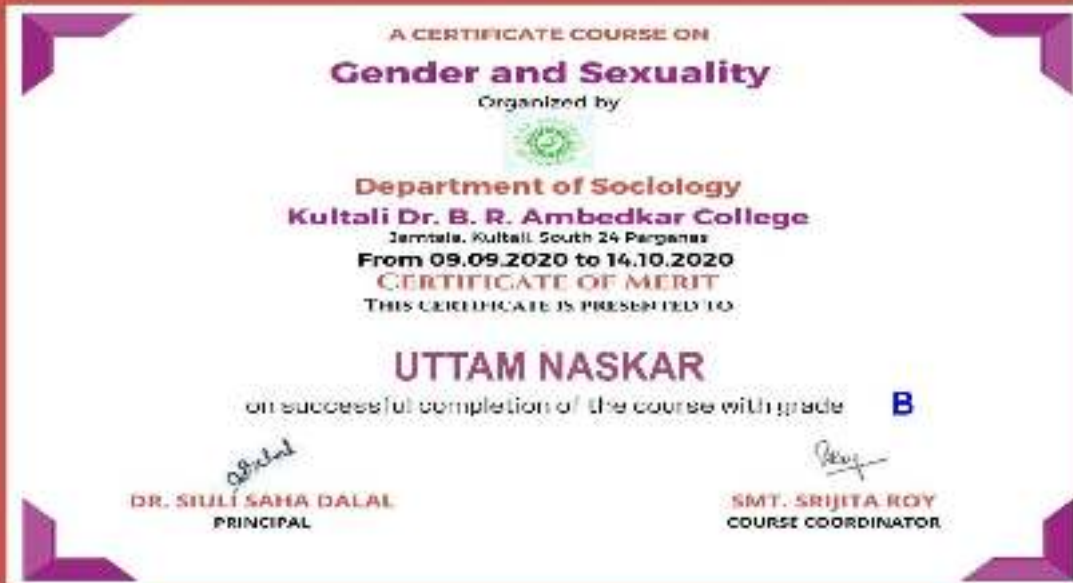 A CERTIFICATE COURSE ON
Gender and Sexuality
Organized by
Department of Sociology
Kultali Dr. B. R. Ambedkar College
Jamtala, Kultali, South 24 Parganas
From 09.09.2020 to 14.10.2020
CERTIFICATE OF MERIT
THIS CERTIFICATE IS PRESENTED TO
UTTAM NASKAR
on successful completion of the course with grade B
DR. SIULI SAHA DALAL SMT. SRIJITA ROY
PRINCIPAL COURSE COORDINATOR